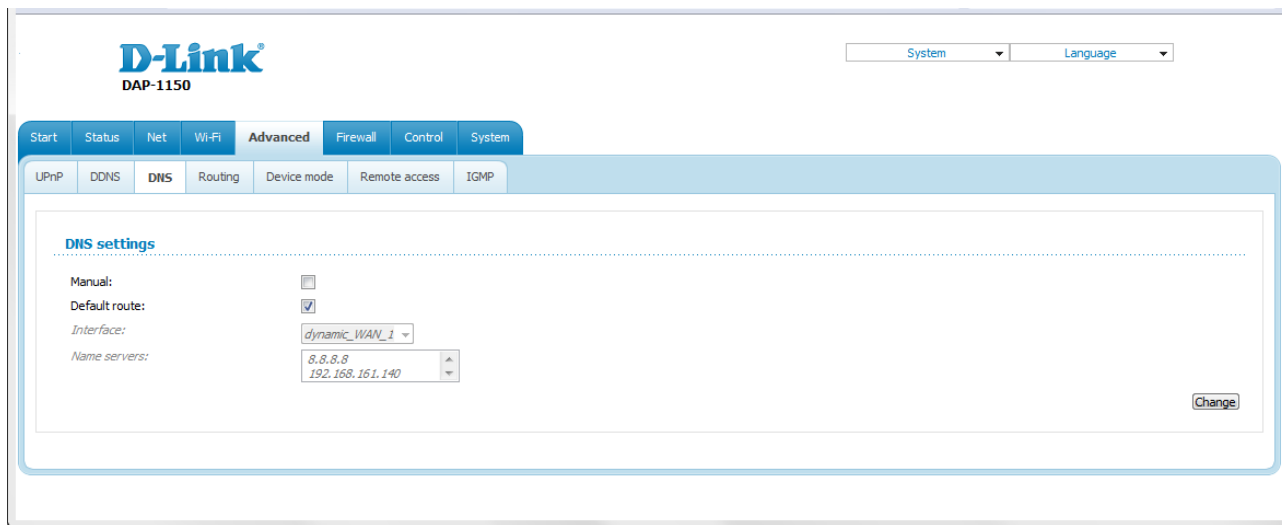 D-Link®
DAP-1150
System Language
Start Status Net Wi-Fi Advanced Firewall Control System
UPnP DDNS DNS Routing Device mode Remote access IGMP
DNS settings
Manual:
Default route:
Interface: dynamic_WAN_1
Name servers: 8.8.8.8
192.168.161.140
Change